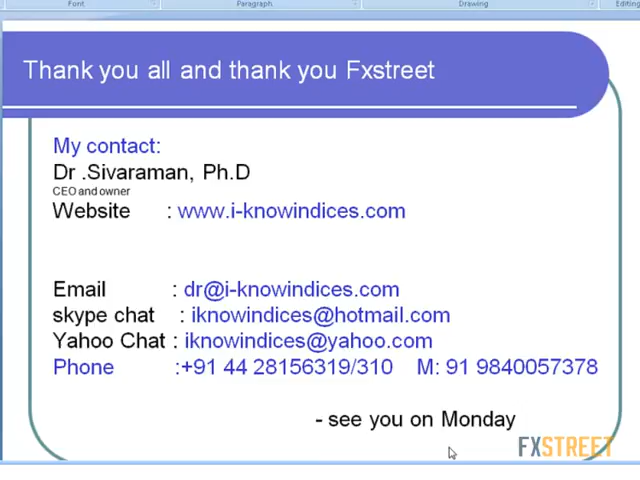 Font Paragraph Drawing Editing
Thank you all and thank you Fxstreet
My contact:
Dr .Sivaraman, Ph.D
CEO and owner
Website : www.i-knowindices.com
Email : dr@i-knowindices.com
skype chat : iknowindices@hotmail.com
Yahoo Chat : iknowindices@yahoo.com
Phone :+91 44 28156319/310 M: 91 9840057378
- see you on Monday
FXSTREET